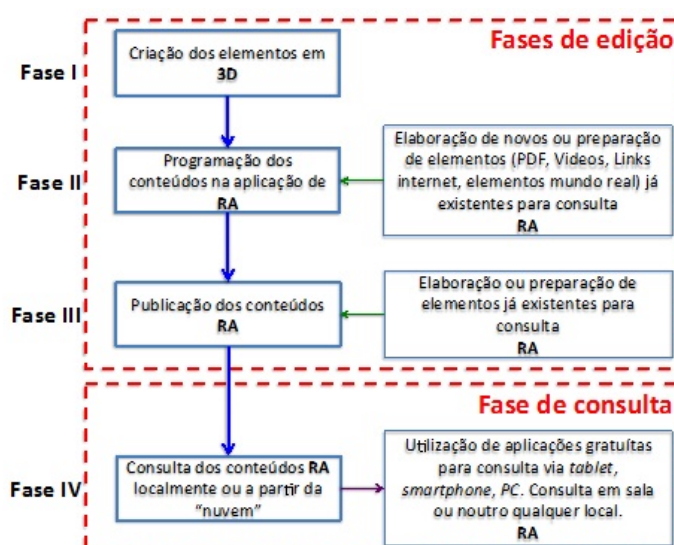 Fases de edição
Fase I
Criação dos elementos em
3D
Fase II
Programação dos
conteúdos na aplicação de
RA
Elaboração de novos ou preparação
de elementos (PDF, Videos, Links
internet, elementos mundo real) já
existentes para consulta
RA
Fase III
Publicação dos conteúdos
RA
Elaboração ou preparação de
elementos já existentes para
consulta
RA
Fase de consulta
Fase IV
Consulta dos conteúdos RA
localmente ou a partir da
“nuvem”
Utilização de aplicações gratuítas
para consulta via tablet,
smartphone, PC. Consulta em sala
ou noutro qualquer local.
RA